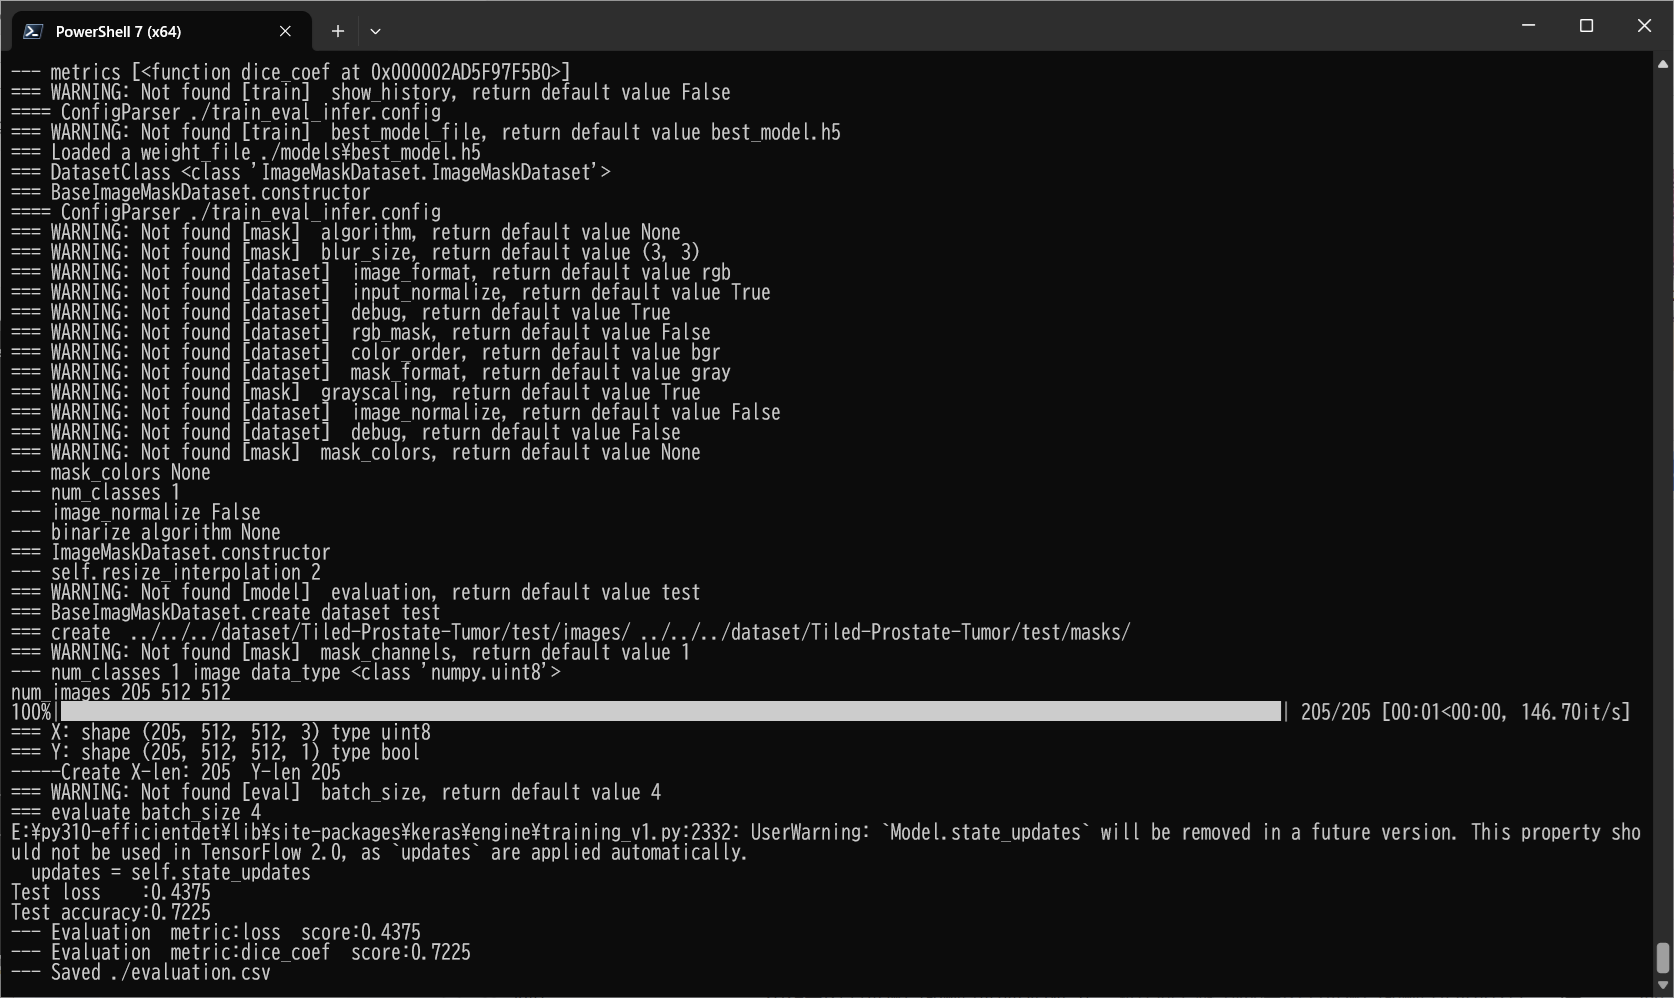 PowerShell 7 (x64)
--- metrics [<function dice_coef at 0x000002AD5F97F5B0>]
=== WARNING: Not found [train]  show_history, return default value False
==== ConfigParser ./train_eval_infer.config
=== WARNING: Not found [train]  best_model_file, return default value best_model.h5
=== Loaded a weight_file ./models¥best_model.h5
=== DatasetClass <class 'ImageMaskDataset.ImageMaskDataset'>
=== BaseImageMaskDataset.constructor
==== ConfigParser ./train_eval_infer.config
=== WARNING: Not found [mask]  algorithm, return default value None
=== WARNING: Not found [mask]  blur_size, return default value (3, 3)
=== WARNING: Not found [dataset]  image_format, return default value rgb
=== WARNING: Not found [dataset]  input_normalize, return default value True
=== WARNING: Not found [dataset]  debug, return default value True
=== WARNING: Not found [dataset]  rgb_mask, return default value False
=== WARNING: Not found [dataset]  color_order, return default value bgr
=== WARNING: Not found [dataset]  mask_format, return default value gray
=== WARNING: Not found [mask]  grayscaling, return default value True
=== WARNING: Not found [dataset]  image_normalize, return default value False
=== WARNING: Not found [dataset]  debug, return default value False
=== WARNING: Not found [mask]  mask_colors, return default value None
--- mask_colors None
--- num_classes 1
--- image_normalize False
--- binarize algorithm None
=== ImageMaskDataset.constructor
--- self.resize_interpolation 2
=== WARNING: Not found [model]  evaluation, return default value test
=== BaseImagMaskDataset.create dataset test
=== create  ../../../dataset/Tiled-Prostate-Tumor/test/images/ ../../../dataset/Tiled-Prostate-Tumor/test/masks/
=== WARNING: Not found [mask]  mask_channels, return default value 1
--- num_classes 1 image data_type <class 'numpy.uint8'>
num_images 205 512 512
100%| | 205/205 [00:01<00:00, 146.70it/s]
=== X: shape (205, 512, 512, 3) type uint8
=== Y: shape (205, 512, 512, 1) type bool
-----Create X-len: 205  Y-len 205
=== WARNING: Not found [eval]  batch_size, return default value 4
=== evaluate batch_size 4
E:¥py310-efficientdet¥lib¥site-packages¥keras¥engine¥training_v1.py:2332: UserWarning: `Model.state_updates` will be removed in a future version. This property sho
uld not be used in TensorFlow 2.0, as `updates` are applied automatically.
  updates = self.state_updates
Test loss    :0.4375
Test accuracy:0.7225
--- Evaluation  metric:loss  score:0.4375
--- Evaluation  metric:dice_coef  score:0.7225
--- Saved ./evaluation.csv